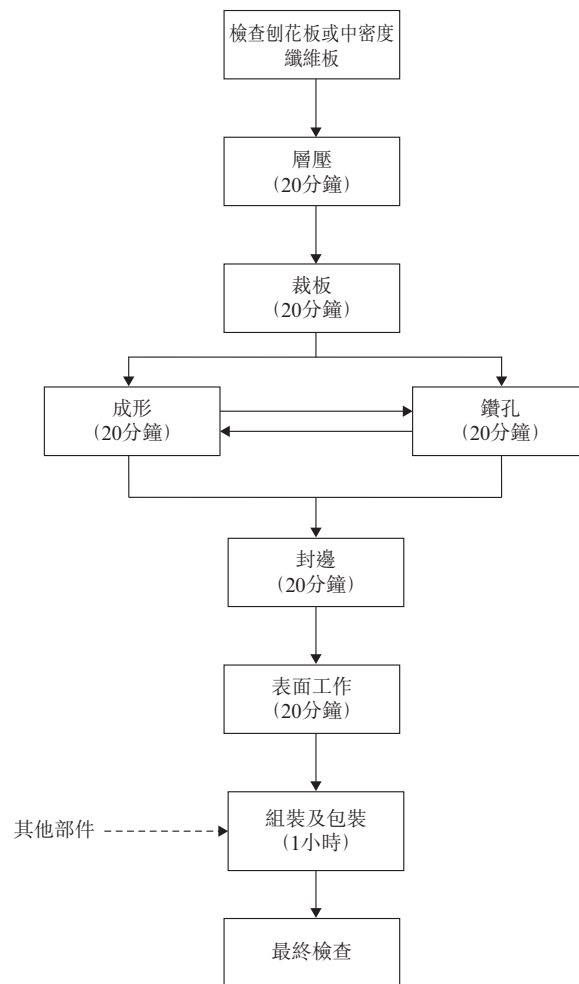 檢查刨花板或中密度
纖維板
層壓
(20分鐘)
裁板
(20分鐘)
成形
(20分鐘)
鑽孔
(20分鐘)
封邊
(20分鐘)
表面工作
(20分鐘)
其他部件
組裝及包裝
(1小時)
最終檢查